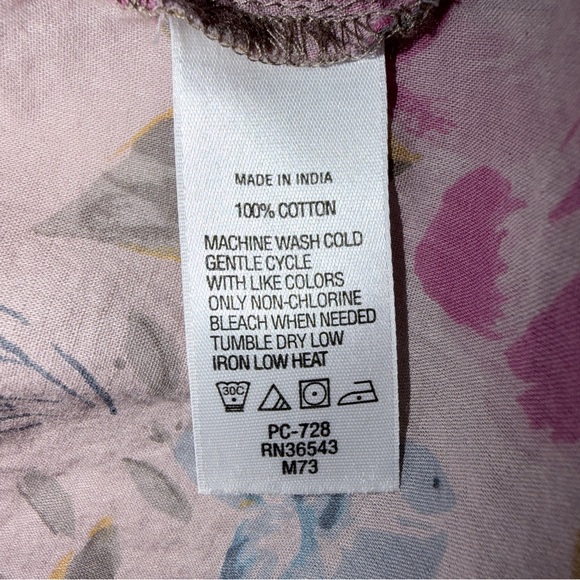 MADE IN INDIA
100% COTTON
MACHINE WASH COLD
GENTLE CYCLE
WITH LIKE COLORS
ONLY NON-CHLORINE
BLEACH WHEN NEEDED
TUMBLE DRY LOW
IRON LOW HEAT
30C
PC-728
RN36543
M73